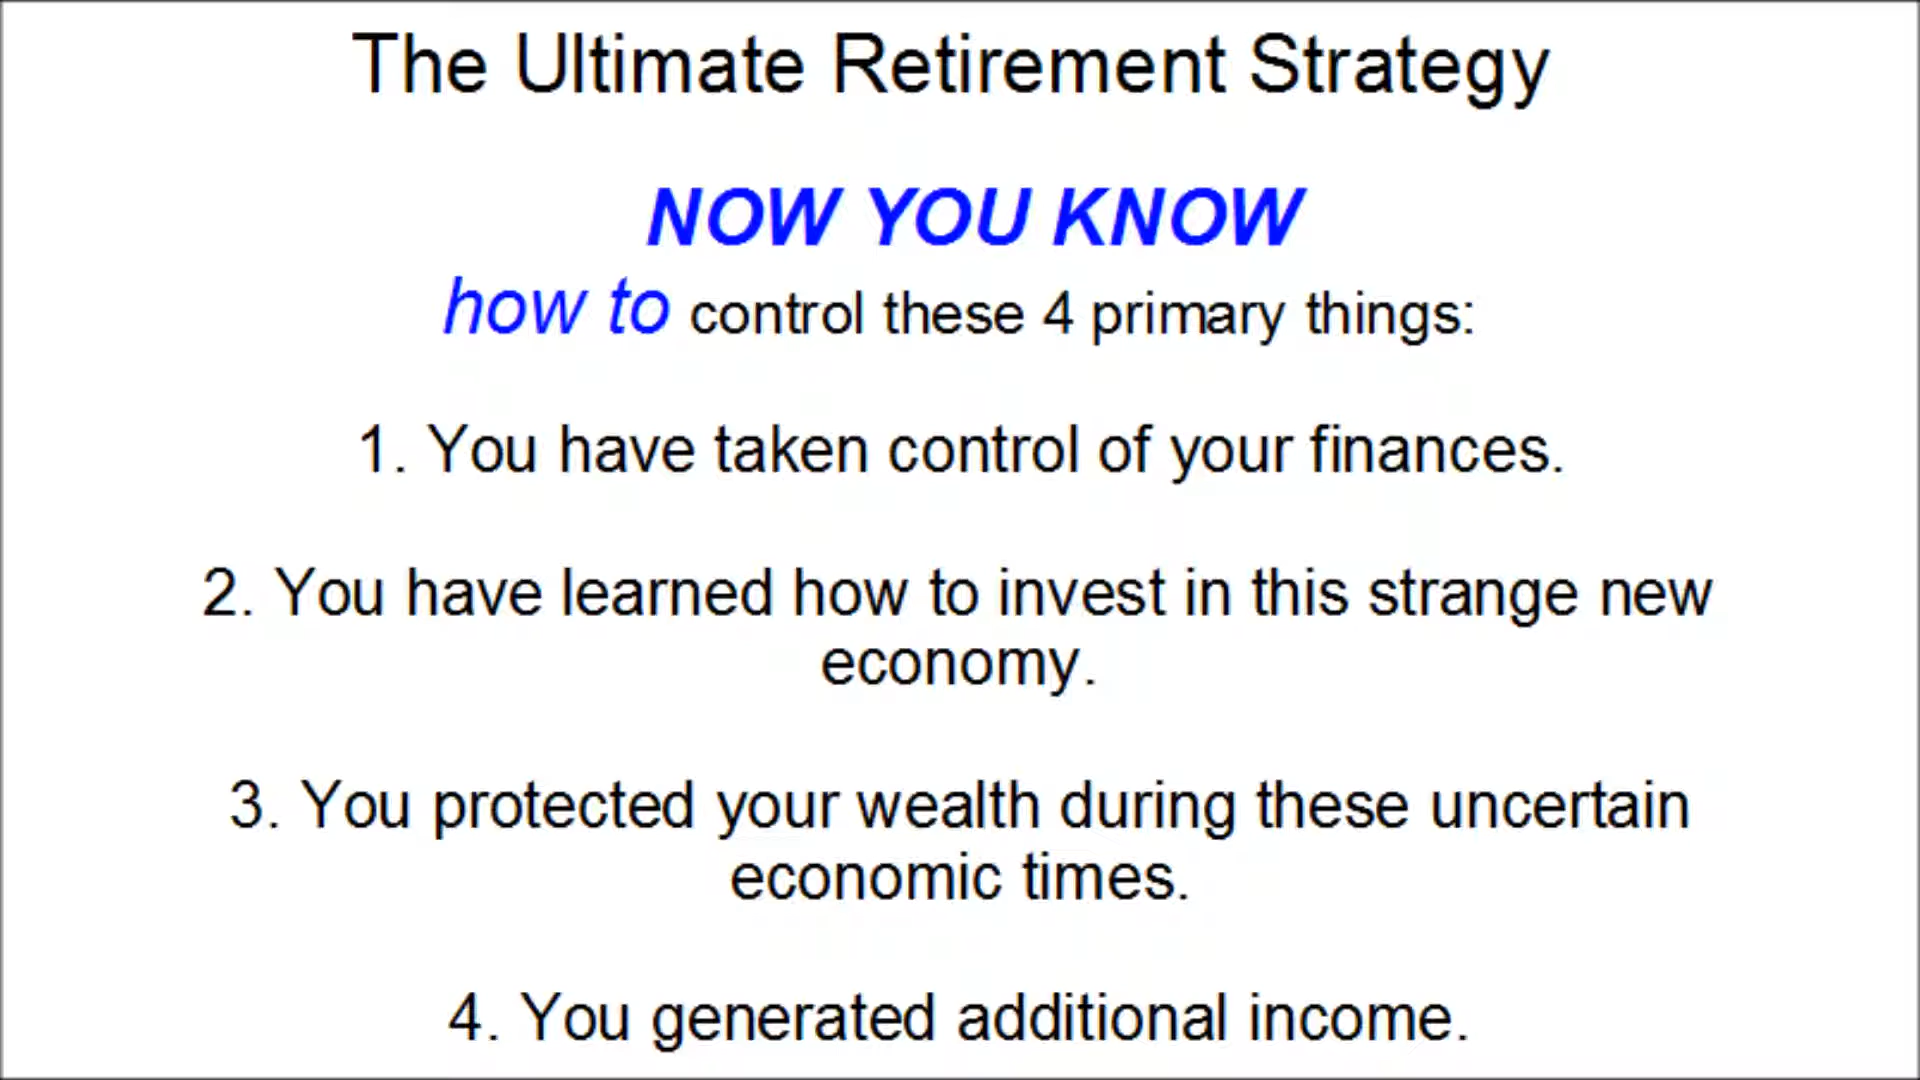 The Ultimate Retirement Strategy
NOW YOU KNOW
how to control these 4 primary things:
1. You have taken control of your finances.
2. You have learned how to invest in this strange new
economy.
3. You protected your wealth during these uncertain
economic times.
4. You generated additional income.